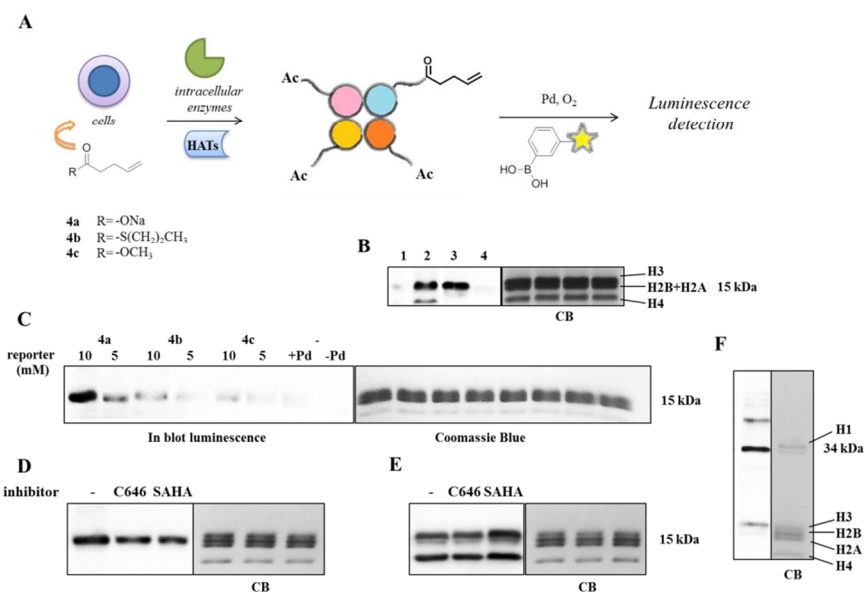 A
cells
intracellular
enzymes
HATs
O
R
4a R= -ONa
4b R= -S(CH₂)₂CH₃
4c R= -OCH₃
Ac
O
Ac
Ac
Pd, O₂
HO
B
OH
Luminescence
detection
B
1 2 3 4
H3
H2B+H2A 15 kDa
H4
CB
C
4a 4b 4c -
reporter 10 5 10 5 10 5 +Pd -Pd
(mM)
15 kDa
In blot luminescence Coomassie Blue
D
inhibitor - C646 SAHA
CB
E
- C646 SAHA
15 kDa
CB
F
H1
34 kDa
H3
H2B
H2A
H4
CB